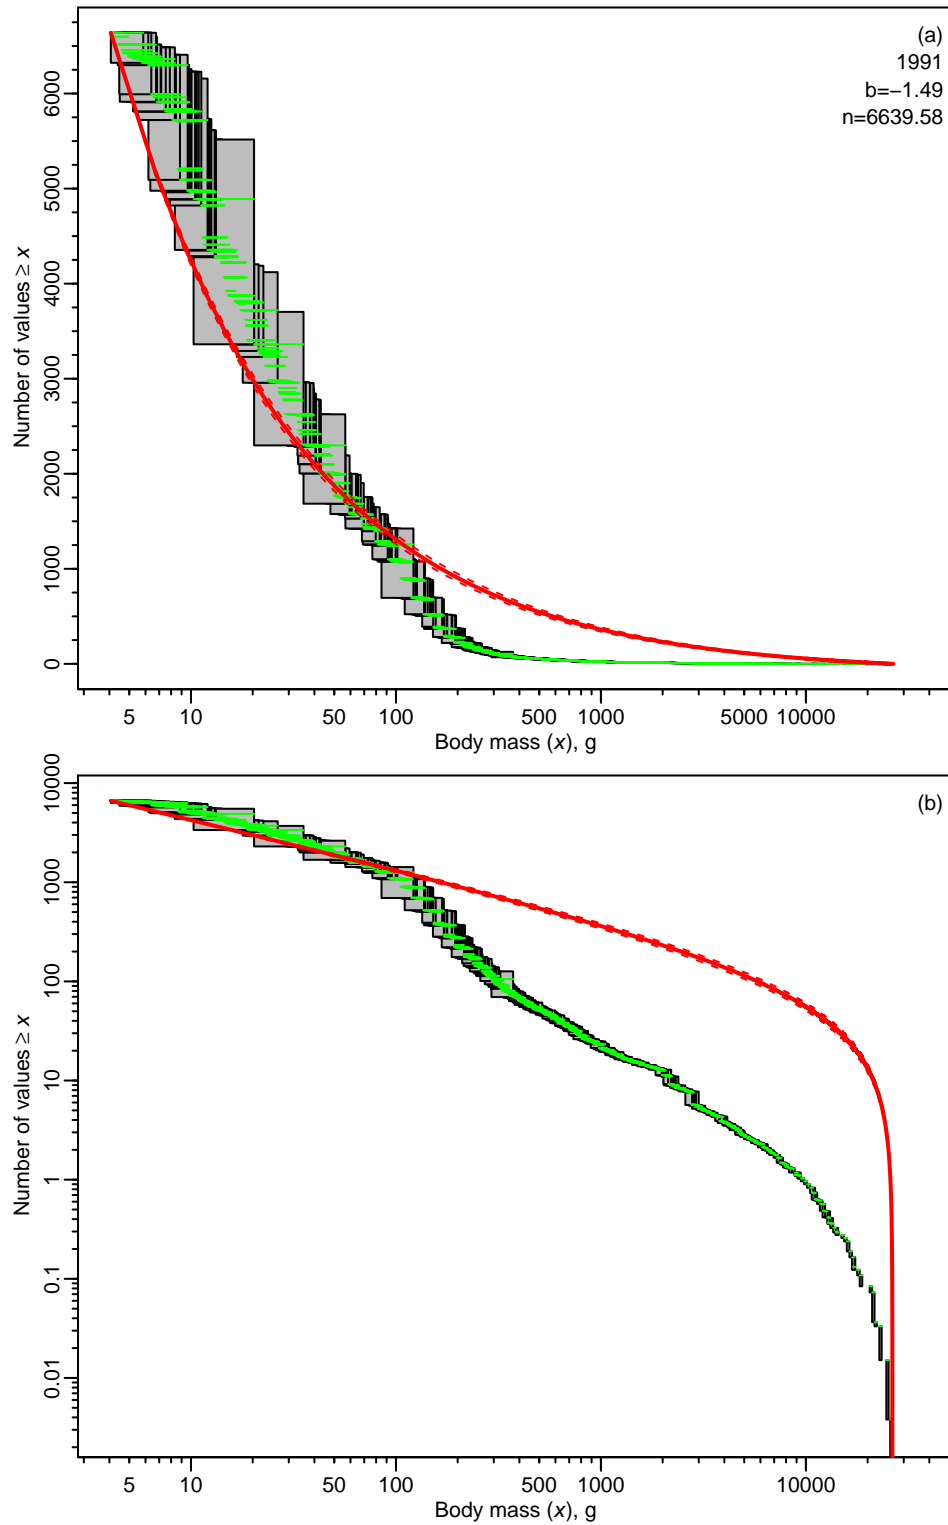 (a)
1991
b=−1.49
n=6639.58
Number of values ≥ x
0 1000 2000 3000 4000 5000 6000
5 10 50 100 500 1000 5000 10000
Body mass (x), g
(b)
Number of values ≥ x
0.01 0.1 1 10 100 1000 10000
5 10 50 100 500 1000 10000
Body mass (x), g